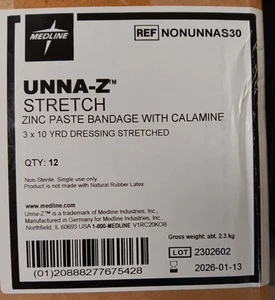 MEDLINE
REF NONUNNAS30
UNNA-Z™
STRETCH
ZINC PASTE BANDAGE WITH CALAMINE
3 x 10 YRD DRESSING STRETCHED
QTY: 12
Non-Sterile. Single use only.
Product is not made with Natural Rubber Latex
www.medline.com
Unna-Z™ is a trademark of Medline Industries, Inc.,
Manufactured in Germany for Medline Industries, Inc.,
Northfield, IL 60693 USA 1-800-MEDLINE V1RC20KOB
Gross weight: abt. 2.3 kg
LOT 2302602
2026-01-13
(01)20888277675428